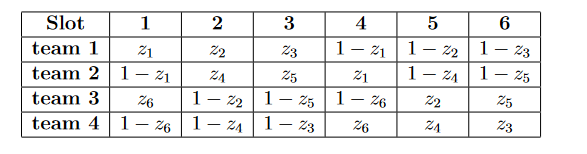 Slot 1 2 3 4 5 6
team 1 z₁ z₂ z₃ 1 − z₁ 1 − z₂ 1 − z₃
team 2 1 − z₁ z₄ z₅ z₁ 1 − z₄ 1 − z₅
team 3 z₆ 1 − z₂ 1 − z₅ 1 − z₆ z₂ z₅
team 4 1 − z₆ 1 − z₄ 1 − z₃ z₆ z₄ z₃